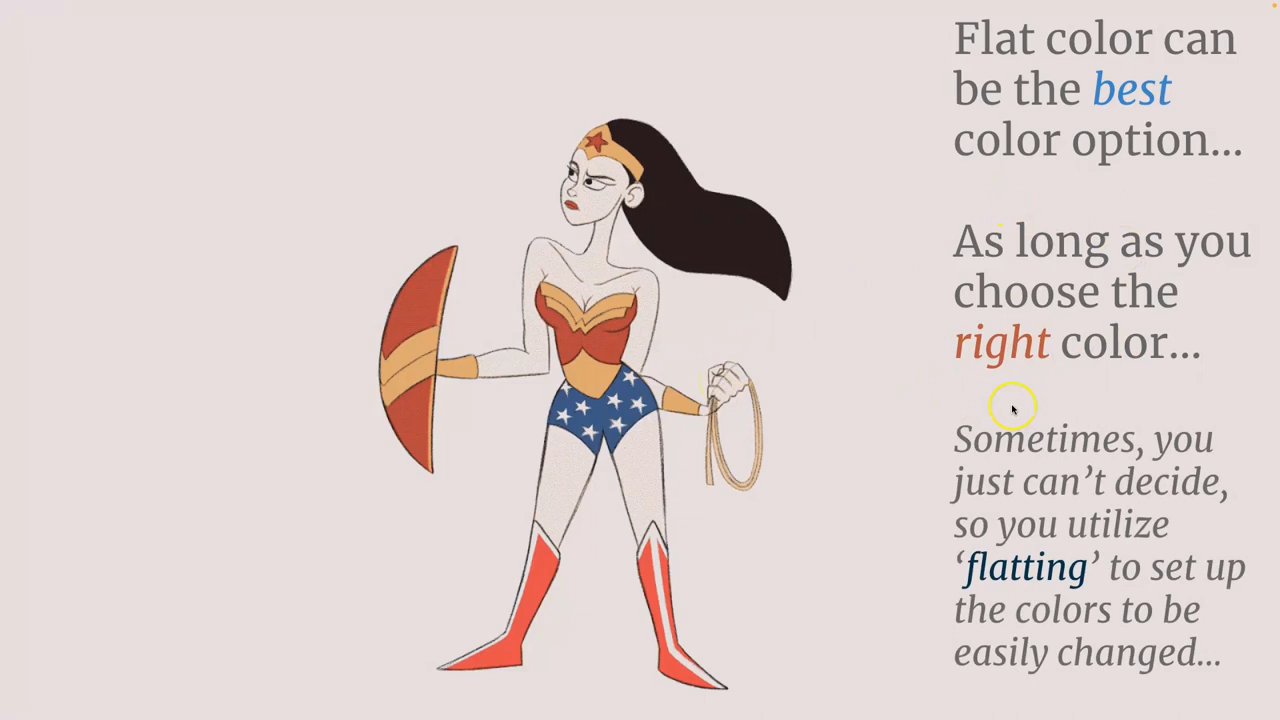 Flat color can
be the best
color option...
As long as you
choose the
right color...
Sometimes, you
just can’t decide,
so you utilize
‘flatting’ to set up
the colors to be
easily changed...